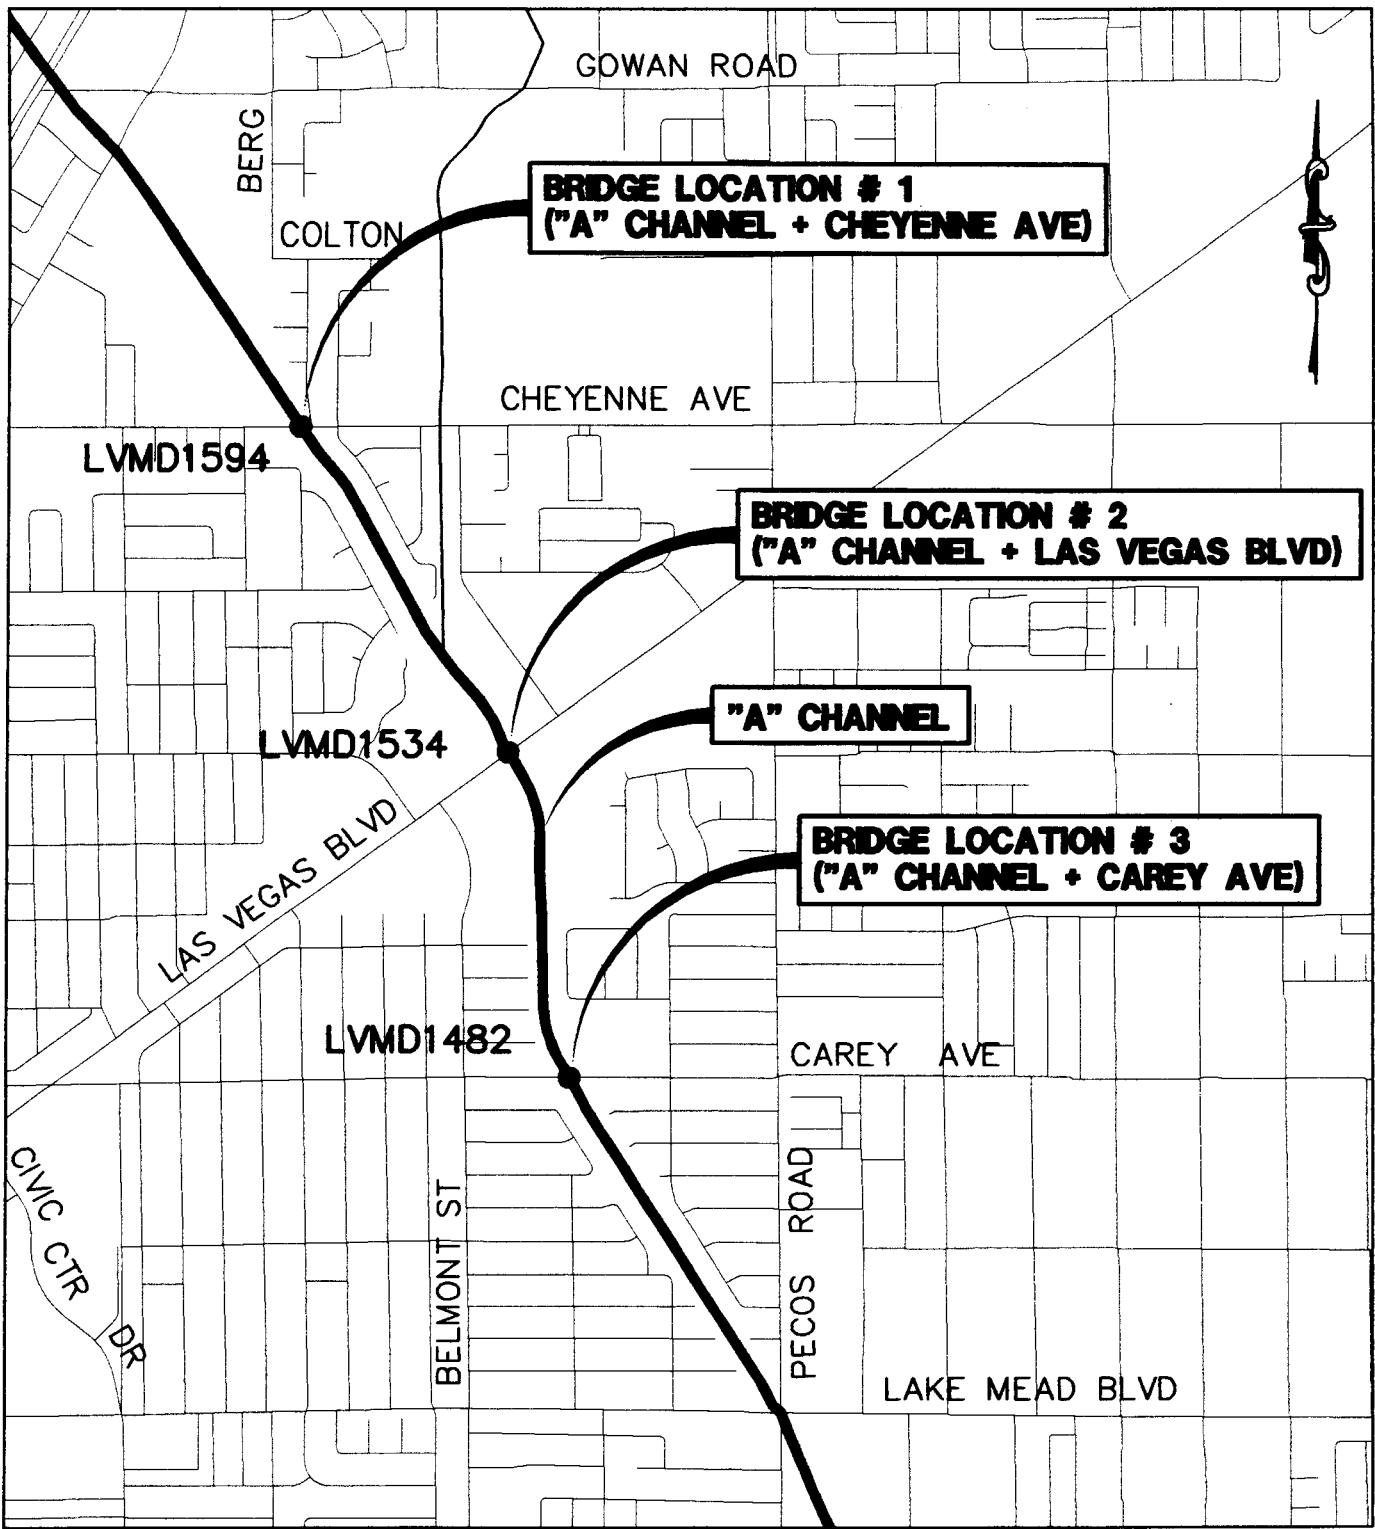 GOWAN ROAD
BERG
BRIDGE LOCATION # 1
("A" CHANNEL + CHEYENNE AVE)
COLTON
CHEYENNE AVE
LVMD1594
BRIDGE LOCATION # 2
("A" CHANNEL + LAS VEGAS BLVD)
"A" CHANNEL
LVMD1534
LAS VEGAS BLVD
BRIDGE LOCATION # 3
("A" CHANNEL + CAREY AVE)
LVMD1482
CAREY AVE
CIVIC CTR DR
BELMONT ST
PECOS ROAD
LAKE MEAD BLVD